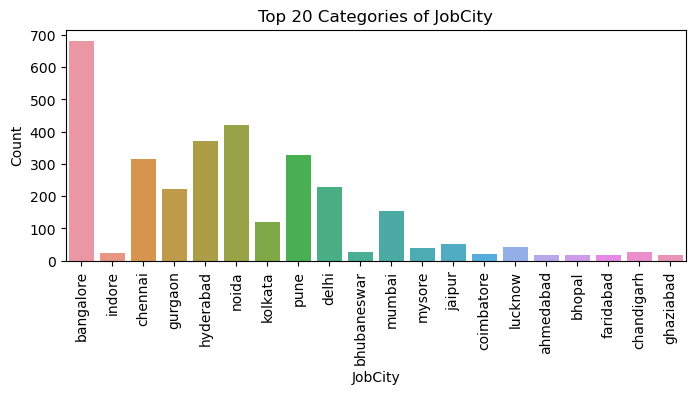 Top 20 Categories of JobCity
Count
700
600
500
400
300
200
100
0
bangalore
indore
chennai
gurgaon
hyderabad
noida
kolkata
pune
delhi
bhubaneswar
mumbai
mysore
jaipur
coimbatore
lucknow
ahmedabad
bhopal
faridabad
chandigarh
ghaziabad
JobCity